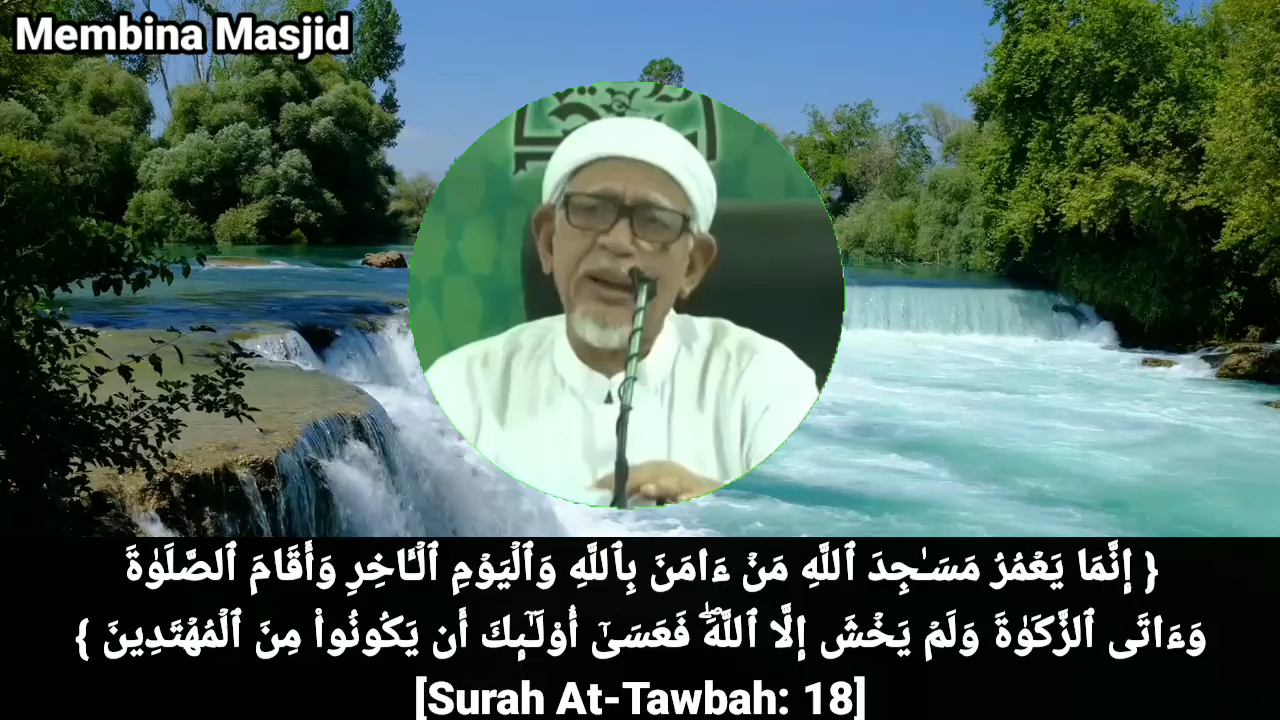 Membina Masjid
﴿ إِنَّمَا يَعْمُرُ مَسَـٰجِدَ ٱللَّهِ مَنْ ءَامَنَ بِٱللَّهِ وَٱلْيَوْمِ ٱلْـَٔاخِرِ وَأَقَامَ ٱلصَّلَوٰةَ
وَءَاتَى ٱلزَّكَوٰةَ وَلَمْ يَخْشَ إِلَّا ٱللَّهَۖ فَعَسَىٰٓ أُو۟لَـٰٓئِكَ أَن يَكُونُوا۟ مِنَ ٱلْمُهْتَدِينَ ﴾
[Surah At-Tawbah: 18]